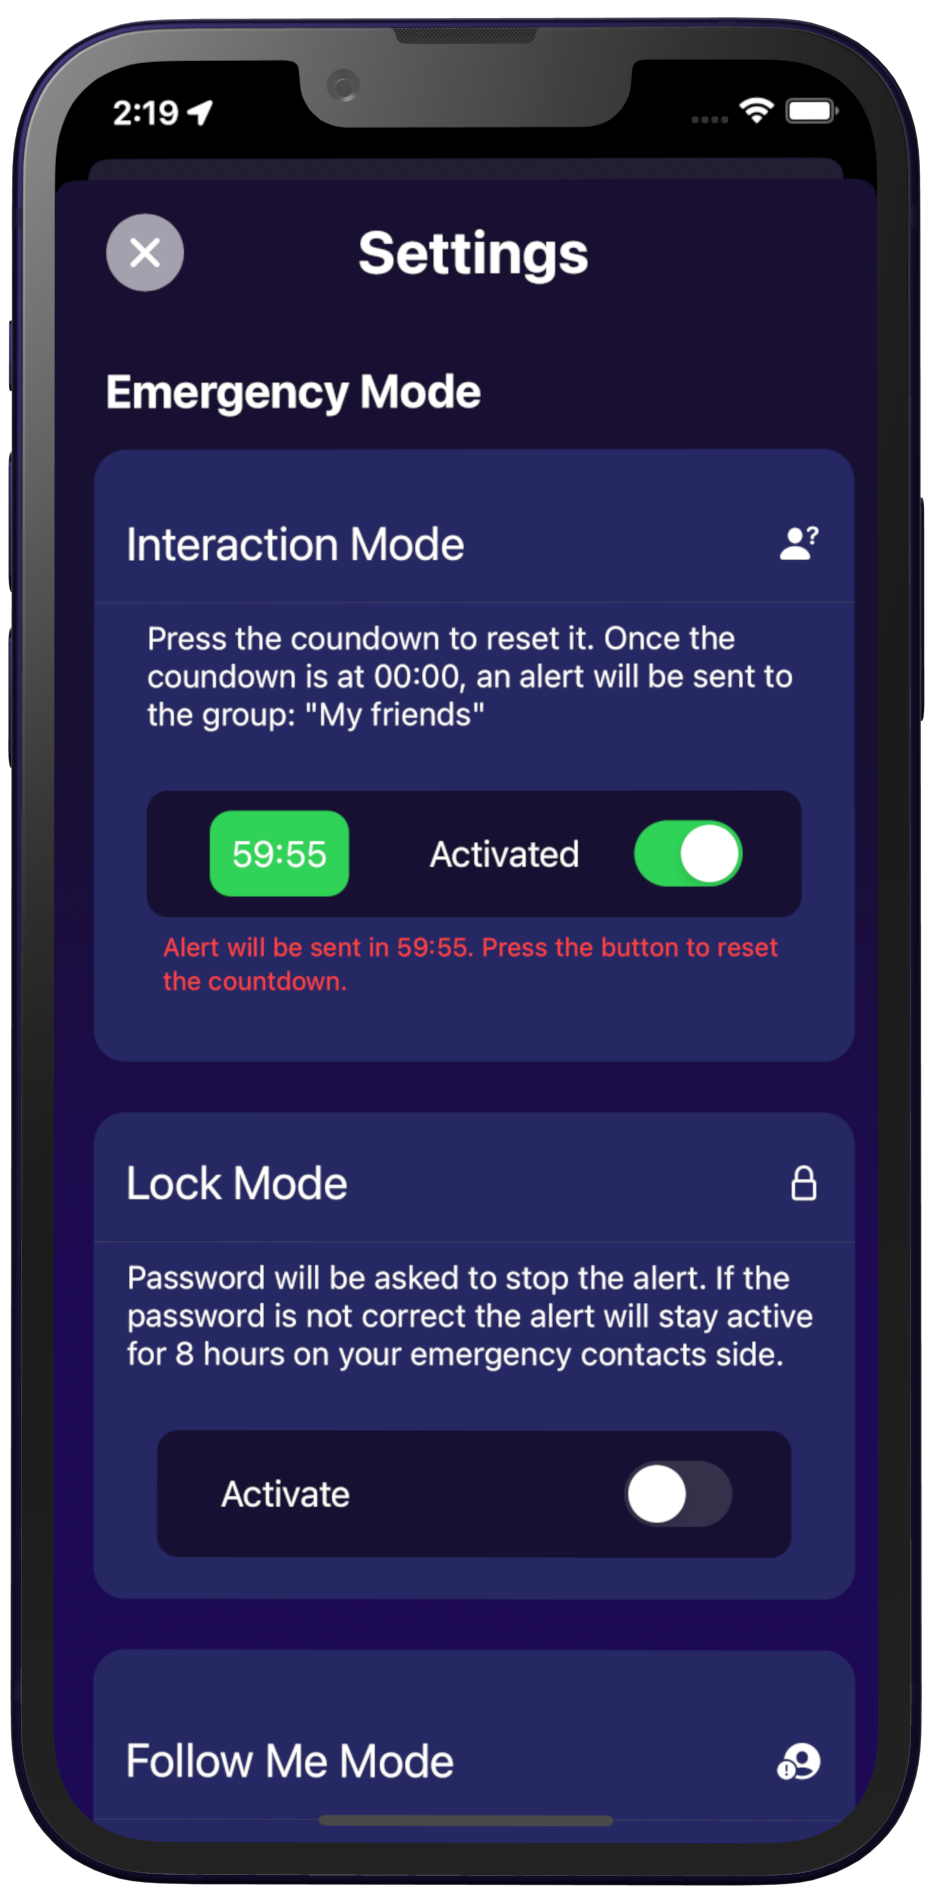 2:19
Settings
Emergency Mode
Interaction Mode
?
Press the coundown to reset it. Once the
coundown is at 00:00, an alert will be sent to
the group: "My friends"
59:55 Activated
Alert will be sent in 59:55. Press the button to reset
the countdown.
Lock Mode
Password will be asked to stop the alert. If the
password is not correct the alert will stay active
for 8 hours on your emergency contacts side.
Activate
Follow Me Mode